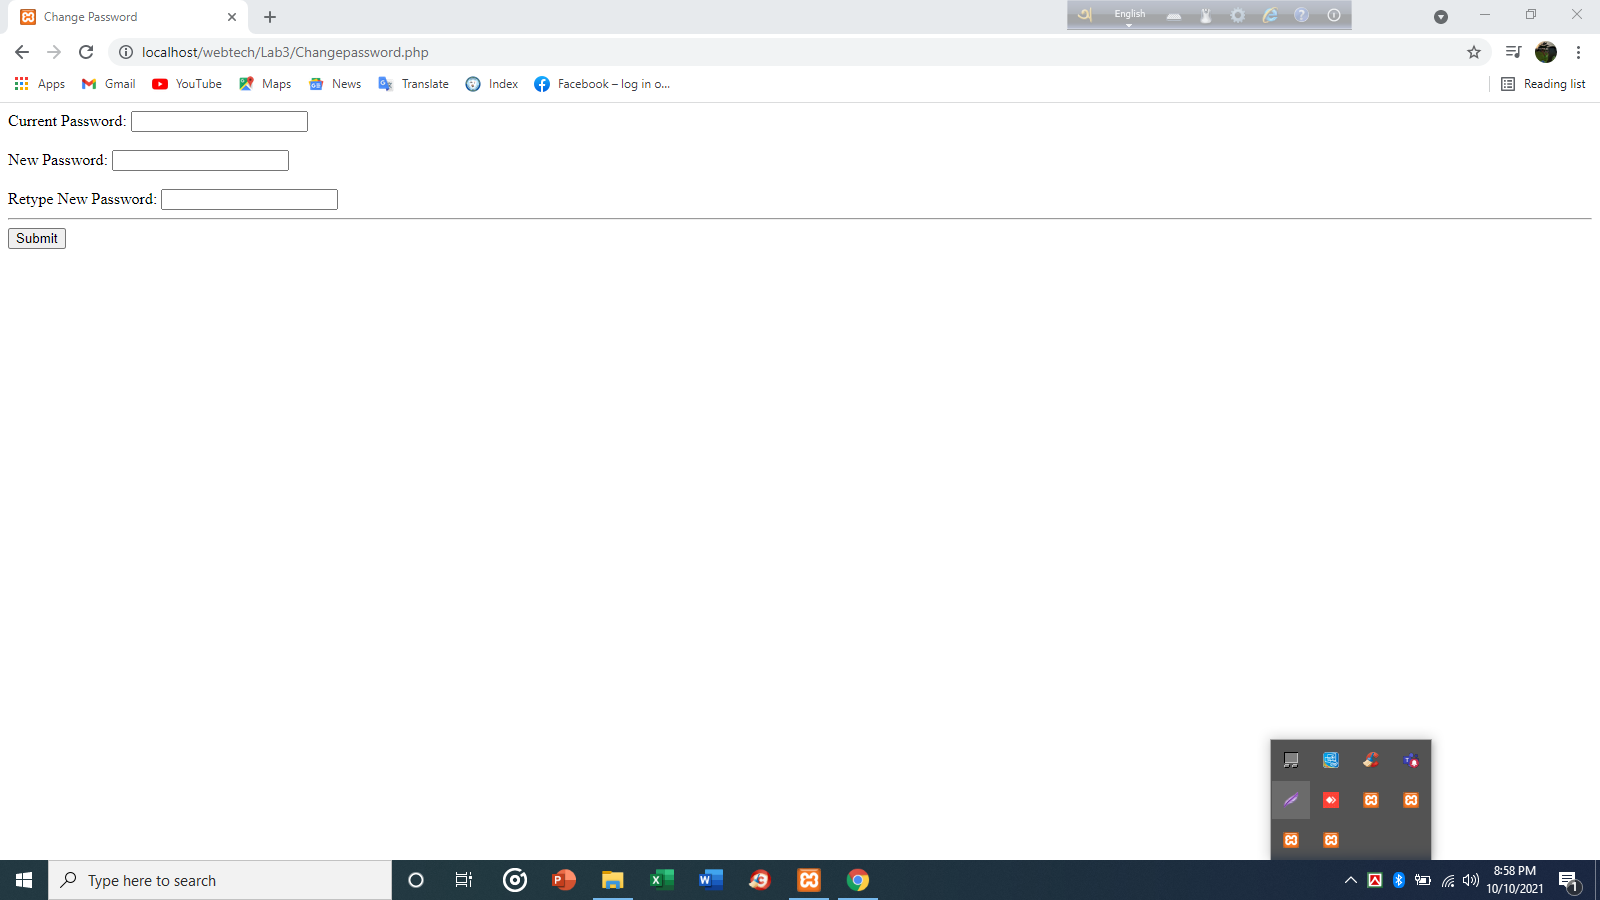 Change Password
অ English
localhost/webtech/Lab3/Changepassword.php
Apps Gmail YouTube Maps News Translate Index Facebook – log in o... Reading list
Current Password:
New Password:
Retype New Password:
Submit
Type here to search
8:58 PM
10/10/2021
1